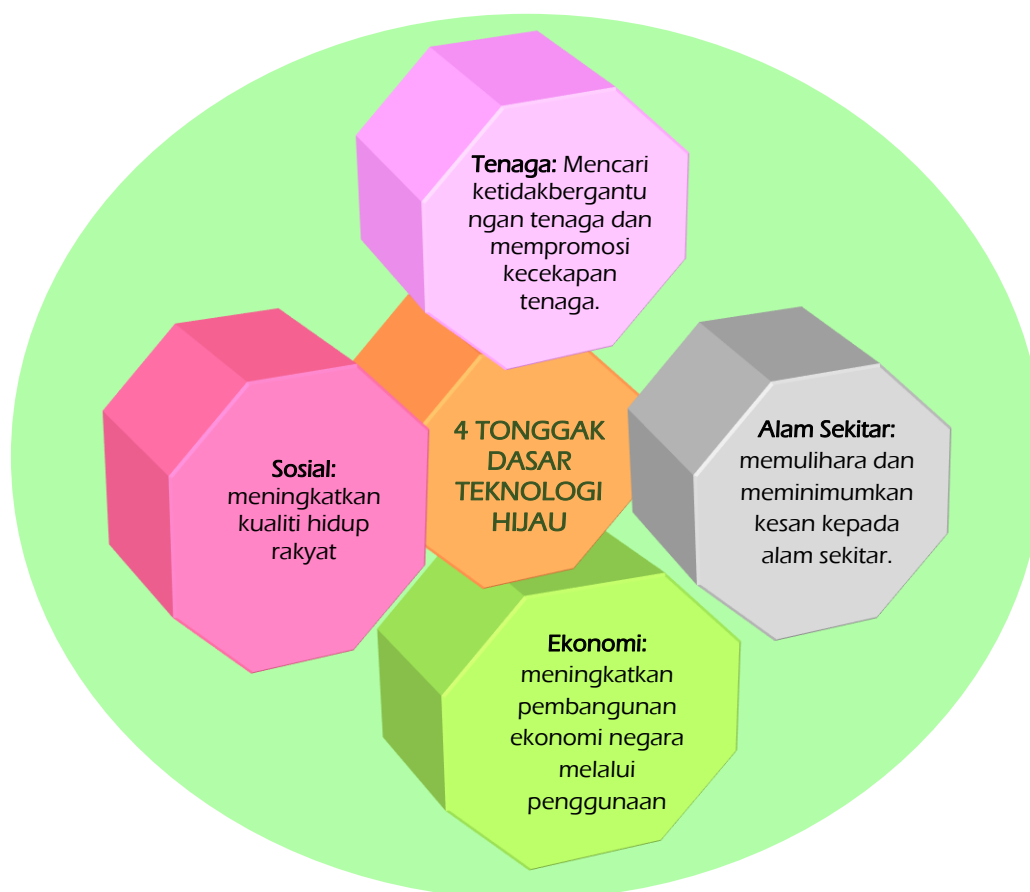 Tenaga: Mencari
ketidakbergantu
ngan tenaga dan
mempromosi
kecekapan
tenaga.
4 TONGGAK
DASAR
TEKNOLOGI
HIJAU
Sosial:
meningkatkan
kualiti hidup
rakyat
Alam Sekitar:
memulihara dan
meminimumkan
kesan kepada
alam sekitar.
Ekonomi:
meningkatkan
pembangunan
ekonomi negara
melalui
penggunaan